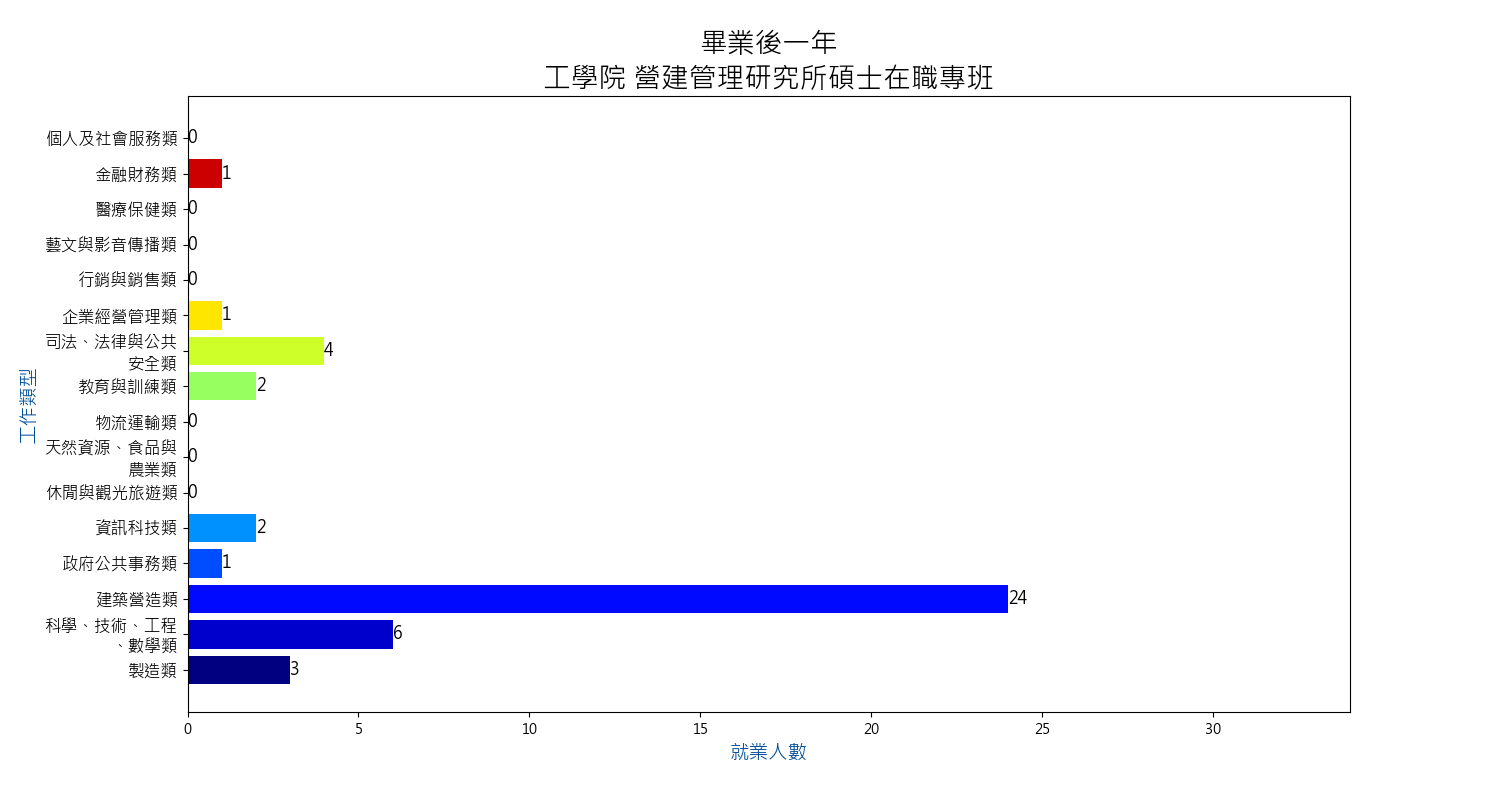 畢業後一年
工學院 營建管理研究所碩士在職專班
個人及社會服務類
0
金融財務類
1
醫療保健類
0
藝文與影音傳播類
0
行銷與銷售類
0
企業經營管理類
1
司法、法律與公共
安全類
4
教育與訓練類
2
物流運輸類
0
天然資源、食品與
農業類
0
休閒與觀光旅遊類
0
資訊科技類
2
政府公共事務類
1
建築營造類
24
科學、技術、工程
、數學類
6
製造類
3
工作類型
0 5 10 15 20 25 30
就業人數